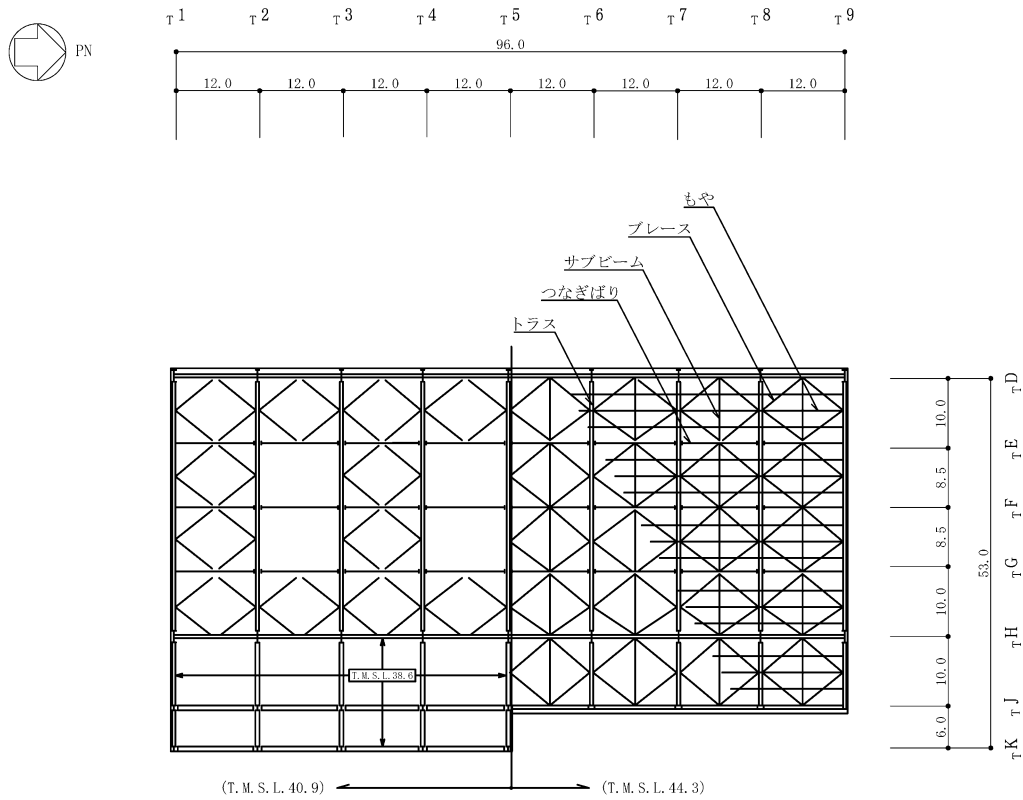 T1 T2 T3 T4 T5 T6 T7 T8 T9
PN
96.0
12.0 12.0 12.0 12.0 12.0 12.0 12.0 12.0
もや
ブレース
サブビーム
つなぎばり
トラス
TD
10.0
TE
8.5
TF
8.5
53.0
TG
10.0
TH
10.0
TJ
6.0
TK
T.M.S.L.38.6
(T.M.S.L.40.9)
(T.M.S.L.44.3)